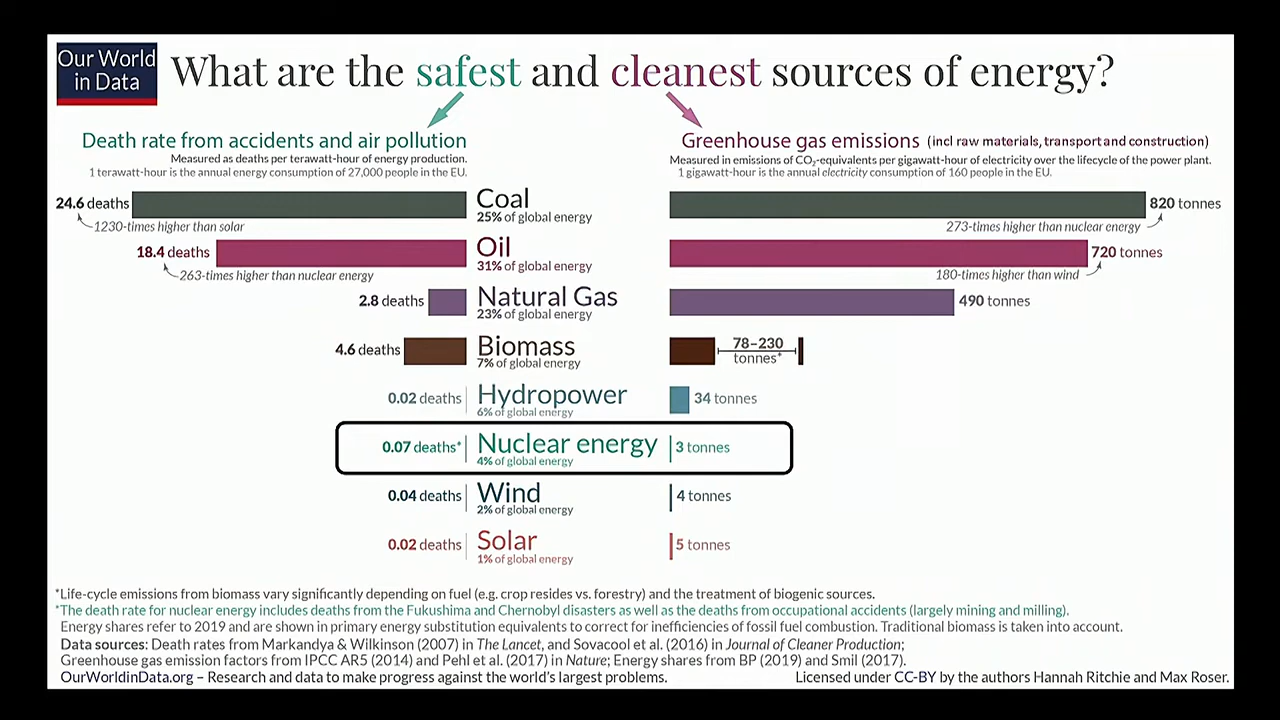 Our World
in Data
What are the safest and cleanest sources of energy?
Death rate from accidents and air pollution
Measured as deaths per terawatt-hour of energy production.
1 terawatt-hour is the annual energy consumption of 27,000 people in the EU.
Greenhouse gas emissions (incl raw materials, transport and construction)
Measured in emissions of CO₂-equivalents per gigawatt-hour of electricity over the lifecycle of the power plant.
1 gigawatt-hour is the annual electricity consumption of 160 people in the EU.
24.6 deaths
1230-times higher than solar
Coal
25% of global energy
820 tonnes
273-times higher than nuclear energy
18.4 deaths
263-times higher than nuclear energy
Oil
31% of global energy
720 tonnes
180-times higher than wind
2.8 deaths
Natural Gas
23% of global energy
490 tonnes
4.6 deaths
Biomass
7% of global energy
78–230
tonnes*
0.02 deaths
Hydropower
6% of global energy
34 tonnes
0.07 deaths*
Nuclear energy
4% of global energy
3 tonnes
0.04 deaths
Wind
2% of global energy
4 tonnes
0.02 deaths
Solar
1% of global energy
5 tonnes
*Life-cycle emissions from biomass vary significantly depending on fuel (e.g. crop resides vs. forestry) and the treatment of biogenic sources.
*The death rate for nuclear energy includes deaths from the Fukushima and Chernobyl disasters as well as the deaths from occupational accidents (largely mining and milling).
Energy shares refer to 2019 and are shown in primary energy substitution equivalents to correct for inefficiencies of fossil fuel combustion. Traditional biomass is taken into account.
Data sources: Death rates from Markandya & Wilkinson (2007) in The Lancet, and Sovacool et al. (2016) in Journal of Cleaner Production;
Greenhouse gas emission factors from IPCC AR5 (2014) and Pehl et al. (2017) in Nature; Energy shares from BP (2019) and Smil (2017).
OurWorldinData.org – Research and data to make progress against the world's largest problems.
Licensed under CC-BY by the authors Hannah Ritchie and Max Roser.